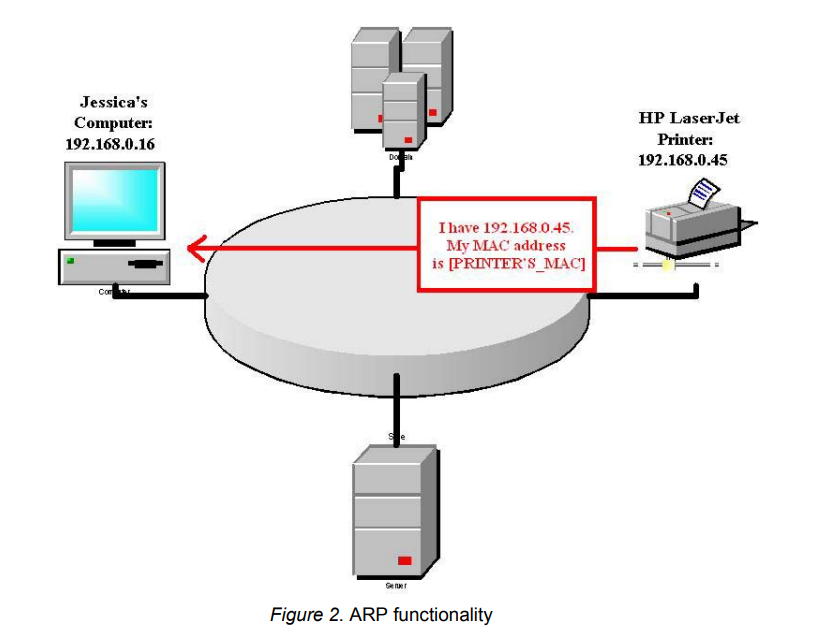 Jessica's
Computer:
192.168.0.16
HP LaserJet
Printer:
192.168.0.45
I have 192.168.0.45.
My MAC address
is [PRINTER'S_MAC]
Server
Figure 2. ARP functionality